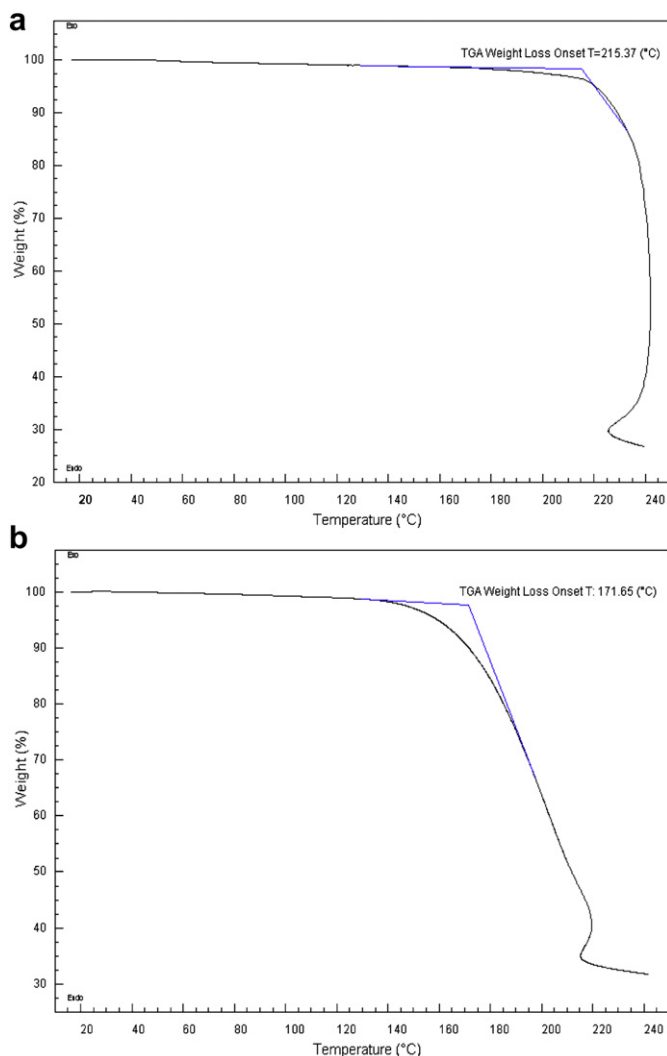 a
Exo
TGA Weight Loss Onset T=215.37 (°C)
100
90
80
70
60
50
40
30
20
Weight (%)
Endo
20 40 60 80 100 120 140 160 180 200 220 240
Temperature (°C)
b
Exo
TGA Weight Loss Onset T: 171.65 (°C)
100
90
80
70
60
50
40
30
Weight (%)
Endo
20 40 60 80 100 120 140 160 180 200 220 240
Temperature (°C)